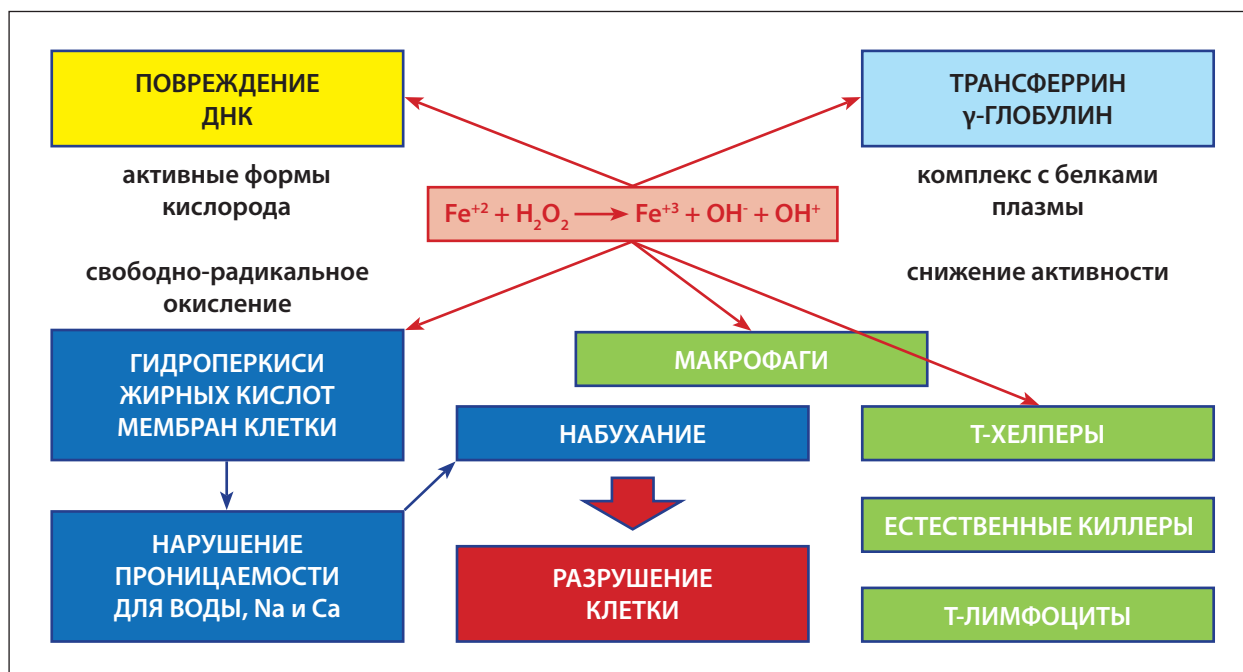 ПОВРЕЖДЕНИЕ
ДНК
ТРАНСФЕРРИН
γ-ГЛОБУЛИН
активные формы
кислорода
комплекс с белками
плазмы
Fe⁺² + H₂O₂ → Fe⁺³ + OH⁻ + OH⁺
свободно-радикальное
окисление
снижение активности
ГИДРОПЕРКИСИ
ЖИРНЫХ КИСЛОТ
МЕМБРАН КЛЕТКИ
МАКРОФАГИ
НАБУХАНИЕ
Т-ХЕЛПЕРЫ
НАРУШЕНИЕ
ПРОНИЦАЕМОСТИ
ДЛЯ ВОДЫ, Na и Ca
РАЗРУШЕНИЕ
КЛЕТКИ
ЕСТЕСТВЕННЫЕ КИЛЛЕРЫ
Т-ЛИМФОЦИТЫ